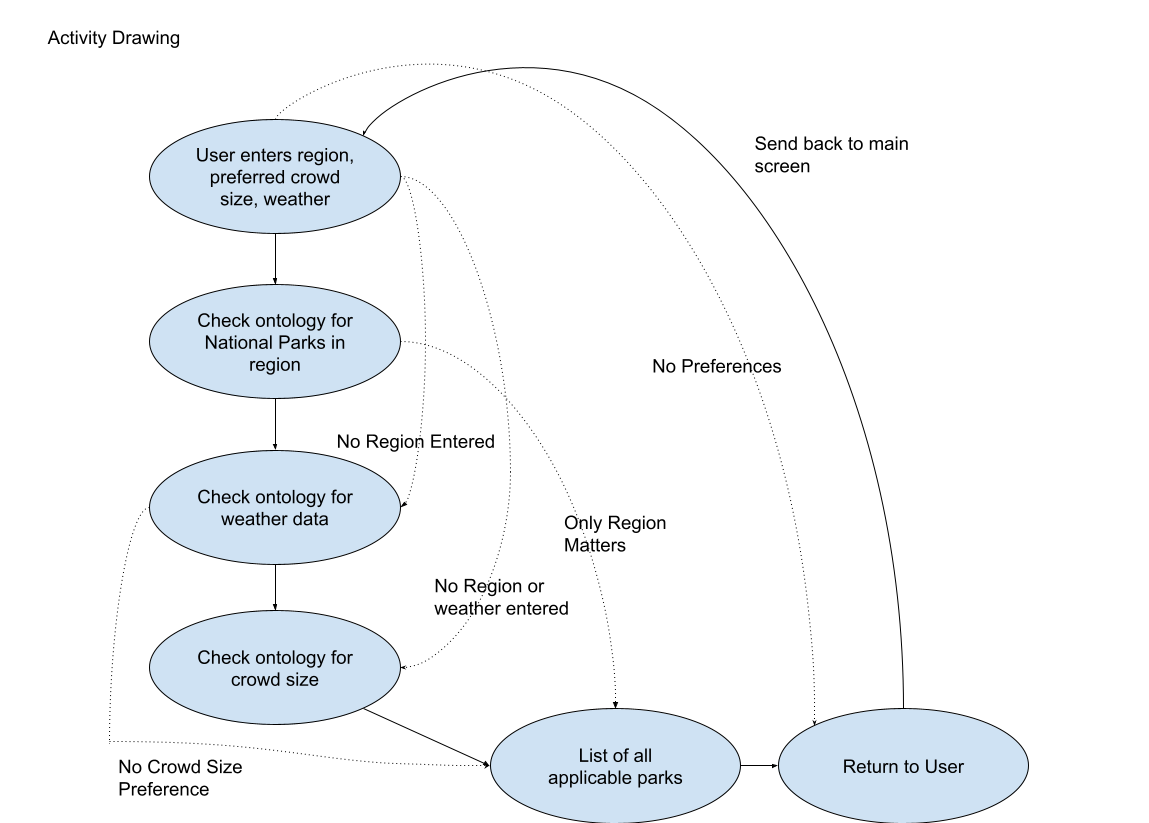 Activity Drawing
Send back to main
screen
User enters region,
preferred crowd
size, weather
Check ontology for
National Parks in
region
No Preferences
No Region Entered
Check ontology for
weather data
Only Region
Matters
No Region or
weather entered
Check ontology for
crowd size
No Crowd Size
Preference
List of all
applicable parks
Return to User